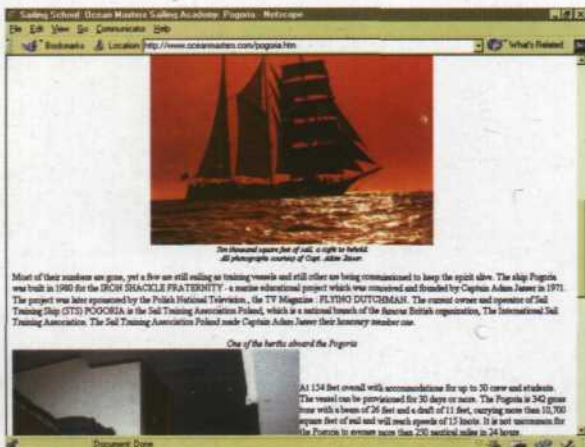 Sailing School: Ocean Masters Sailing Academy: Pogoria - Netscape
File Edit View Go Communicator Help
Bookmarks Location http://www.oceanmasters.com/pogoria.htm What's Related
Ten thousand square feet of sail, a sight to behold.
All photographs courtesy of Capt. Adam Jasser.
Most of their numbers are gone, yet a few are still sailing as training vessels and still other are being commissioned to keep the spirit alive. The ship Pogoria
was built in 1980 for the IRON SHACKLE FRATERNITY - a marine educational project which was conceived and founded by Captain Adam Jasser in 1971.
The project was later sponsored by the Polish National Television., the TV Magazine : FLYING DUTCHMAN. The current owner and operator of Sail
Training Ship (STS) POGORIA is the Sail Training Association Poland, which is a national branch of the famous British organization, The International Sail
Training Association. The Sail Training Association Poland made Captain Adam Jasser their honorary member one.
One of the berths aboard the Pogoria
At 154 feet overall with accommodations for up to 50 crew and students.
The vessel can be provisioned for 30 days or more. The Pogoria is 342 gross
tons with a beam of 26 feet and a draft of 11 feet, carrying more than 10,700
square feet of sail and will reach speeds of 15 knots. It is not uncommon for
the Pogoria to average more than 250 nautical miles in 24 hours.
Document: Done